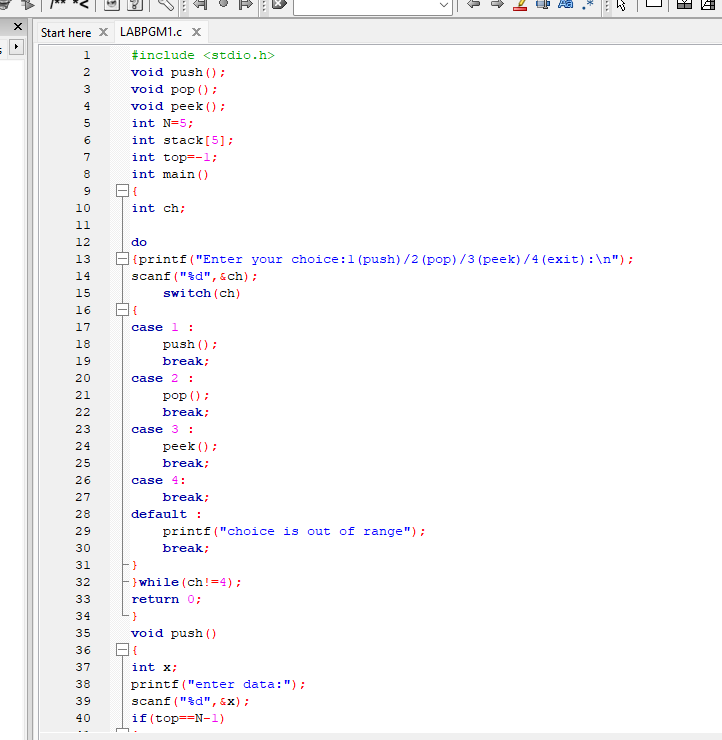 /** *<
Start here X LABPGM1.c X
1 #include <stdio.h>
2 void push();
3 void pop();
4 void peek();
5 int N=5;
6 int stack[5];
7 int top=-1;
8 int main()
9 {
10 int ch;
11
12 do
13 {printf("Enter your choice:1(push)/2(pop)/3(peek)/4(exit):\n");
14 scanf("%d",&ch);
15 switch(ch)
16 {
17 case 1 :
18 push();
19 break;
20 case 2 :
21 pop();
22 break;
23 case 3 :
24 peek();
25 break;
26 case 4:
27 break;
28 default :
29 printf("choice is out of range");
30 break;
31 }
32 }while(ch!=4);
33 return 0;
34 }
35 void push()
36 {
37 int x;
38 printf("enter data:");
39 scanf("%d",&x);
40 if(top==N-1)